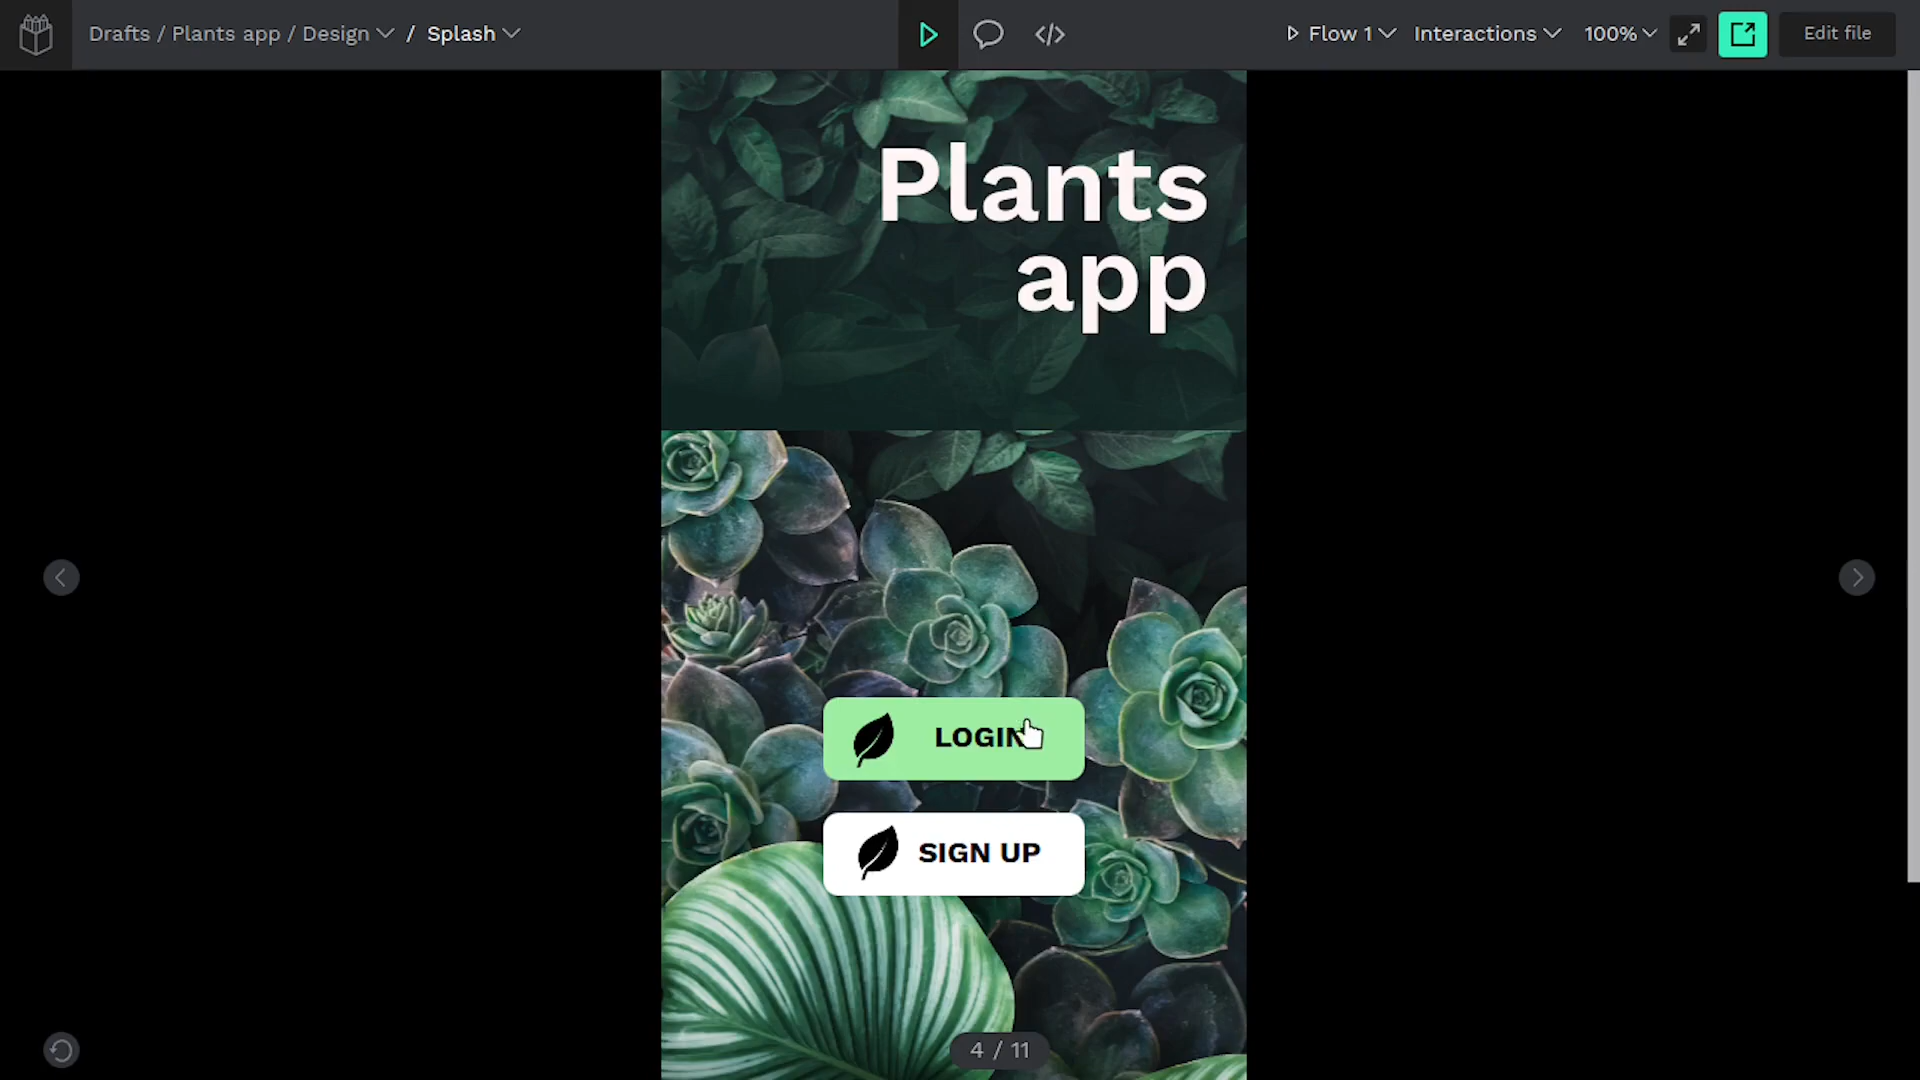 Drafts / Plants app / Design / Splash
Flow 1
Interactions
100%
Edit file
Plants
app
LOGIN
SIGN UP
4 / 11